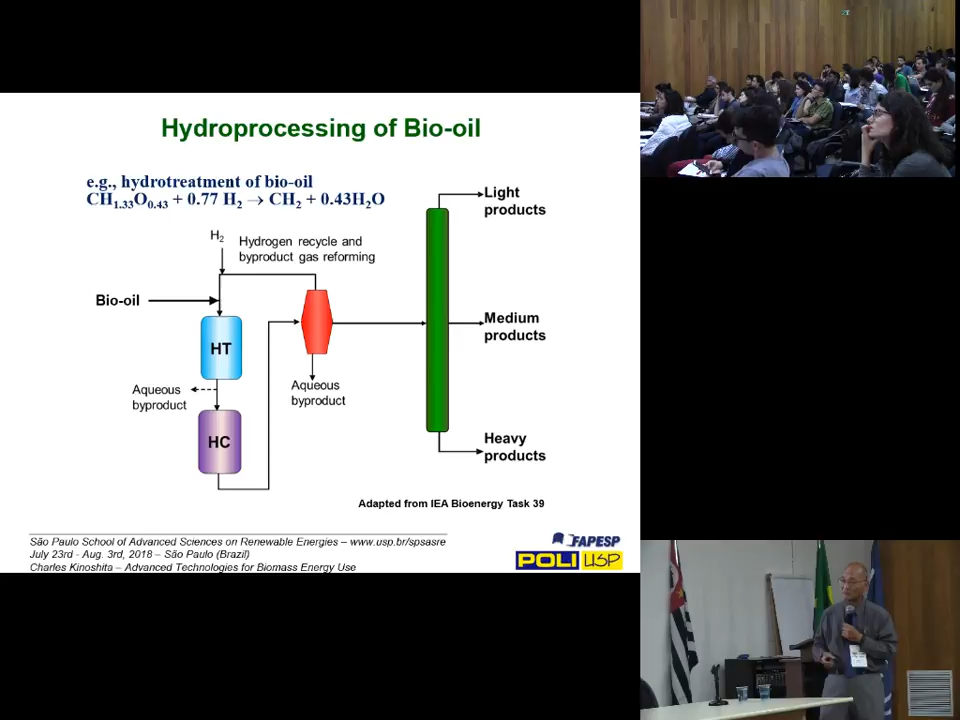 Hydroprocessing of Bio-oil
e.g., hydrotreatment of bio-oil
CH₁.₃₃O₀.₄₃ + 0.77 H₂ → CH₂ + 0.43H₂O
Light
products
H₂
Hydrogen recycle and
byproduct gas reforming
Bio-oil
Medium
products
HT
Aqueous
byproduct
Aqueous
byproduct
HC
Heavy
products
Adapted from IEA Bioenergy Task 39
São Paulo School of Advanced Sciences on Renewable Energies – www.usp.br/spsasre
July 23rd - Aug. 3rd, 2018 – São Paulo (Brazil)
Charles Kinoshita – Advanced Technologies for Biomass Energy Use
FAPESP
POLI USP